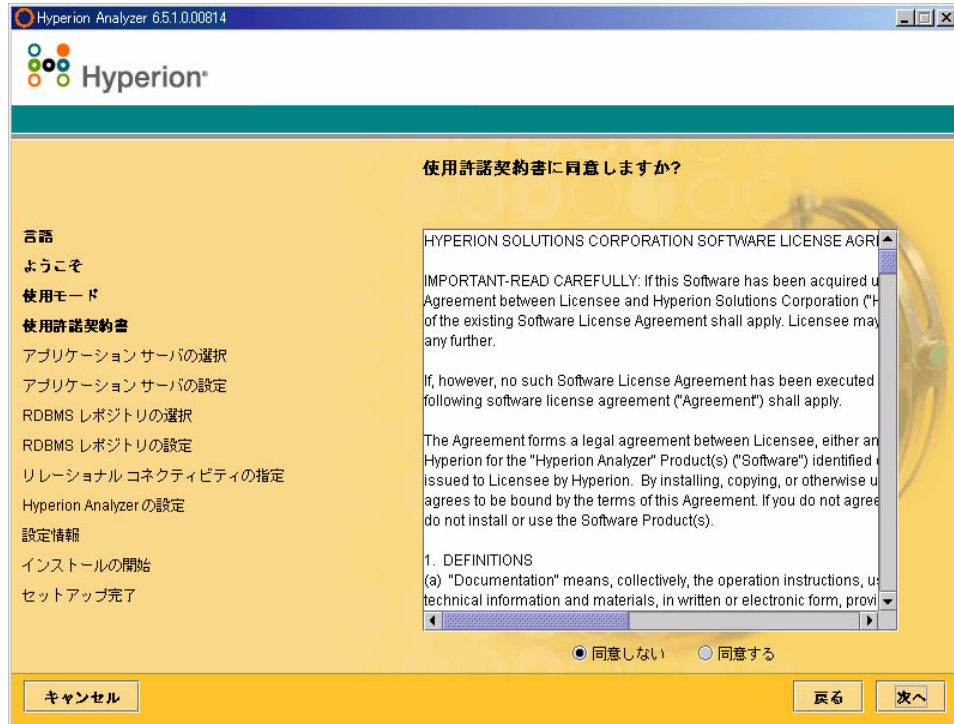 Hyperion Analyzer 6.5.1.0.00814
Hyperion
使用許諾契約書に同意しますか?
言語
ようこそ
使用モード
使用許諾契約書
アプリケーション サーバの選択
アプリケーション サーバの設定
RDBMS レポジトリの選択
RDBMS レポジトリの設定
リレーショナル コネクティビティの指定
Hyperion Analyzer の設定
設定情報
インストールの開始
セットアップ完了
HYPERION SOLUTIONS CORPORATION SOFTWARE LICENSE AGRE
IMPORTANT-READ CAREFULLY: If this Software has been acquired u
Agreement between Licensee and Hyperion Solutions Corporation ("H
of the existing Software License Agreement shall apply. Licensee may
any further.
If, however, no such Software License Agreement has been executed
following software license agreement ("Agreement") shall apply.
The Agreement forms a legal agreement between Licensee, either an
Hyperion for the "Hyperion Analyzer" Product(s) ("Software") identified
issued to Licensee by Hyperion. By installing, copying, or otherwise u
agrees to be bound by the terms of this Agreement. If you do not agree
do not install or use the Software Product(s).
1. DEFINITIONS
(a) "Documentation" means, collectively, the operation instructions, u
technical information and materials, in written or electronic form, provi
同意しない
同意する
キャンセル
戻る
次へ